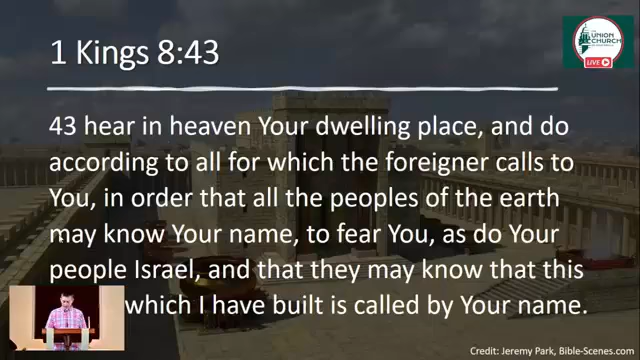 1 Kings 8:43
THE
UNION
CHURCH
LIVE
43 hear in heaven Your dwelling place, and do
according to all for which the foreigner calls to
You, in order that all the peoples of the earth
may know Your name, to fear You, as do Your
people Israel, and that they may know that this
which I have built is called by Your name.
Credit: Jeremy Park, Bible-Scenes.com